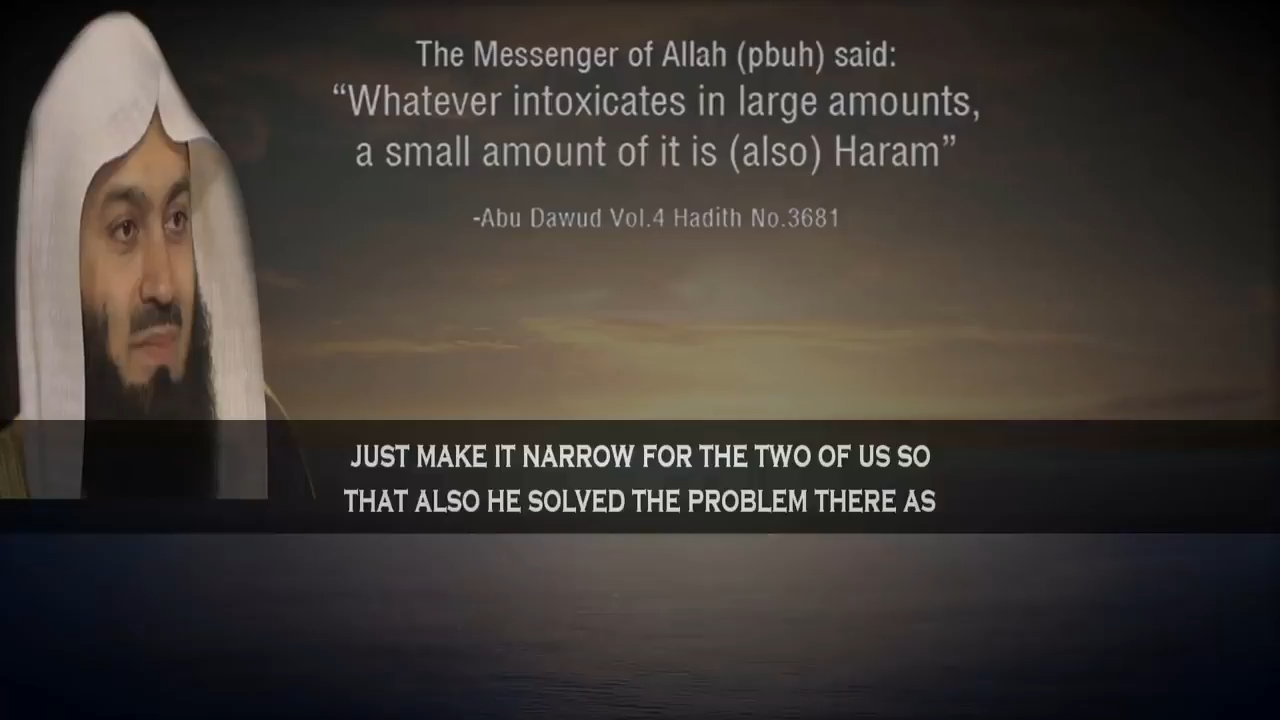 The Messenger of Allah (pbuh) said:
“Whatever intoxicates in large amounts,
a small amount of it is (also) Haram”
-Abu Dawud Vol.4 Hadith No.3681
JUST MAKE IT NARROW FOR THE TWO OF US SO
THAT ALSO HE SOLVED THE PROBLEM THERE AS